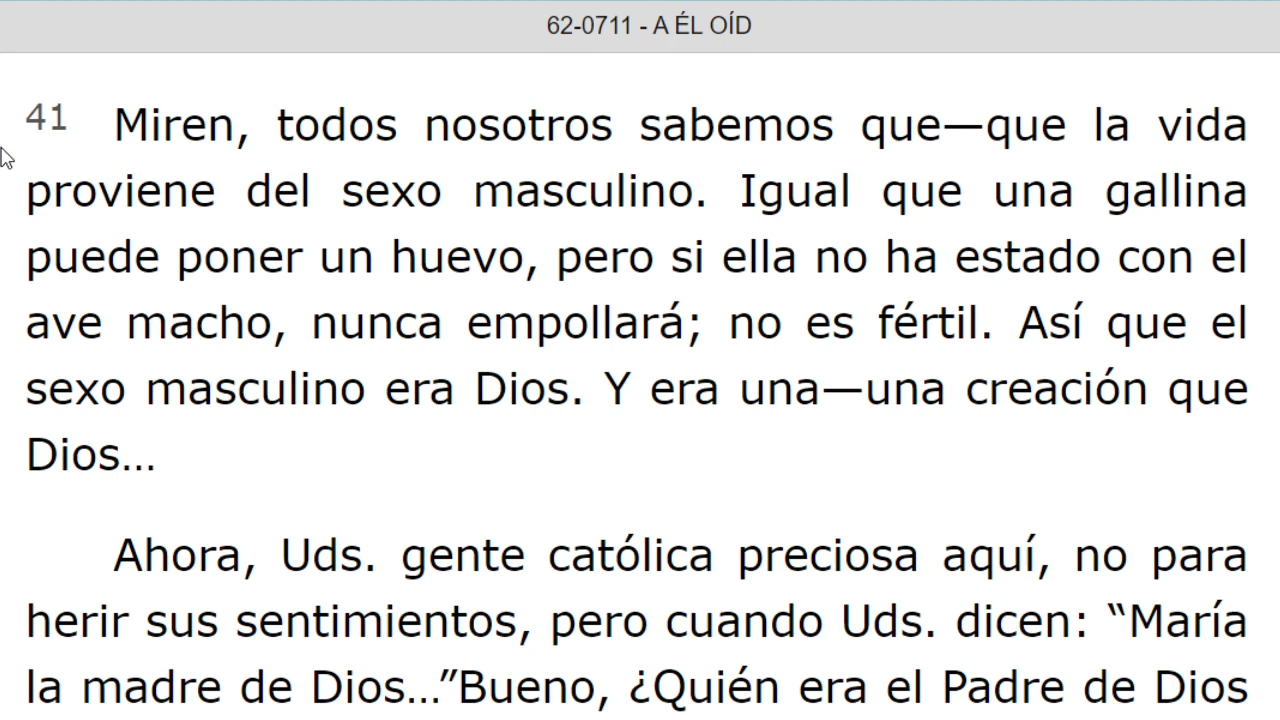 62-0711 - A ÉL OÍD
41 Miren, todos nosotros sabemos que—que la vida
proviene del sexo masculino. Igual que una gallina
puede poner un huevo, pero si ella no ha estado con el
ave macho, nunca empollará; no es fértil. Así que el
sexo masculino era Dios. Y era una—una creación que
Dios…
Ahora, Uds. gente católica preciosa aquí, no para
herir sus sentimientos, pero cuando Uds. dicen: “María
la madre de Dios…”Bueno, ¿Quién era el Padre de Dios